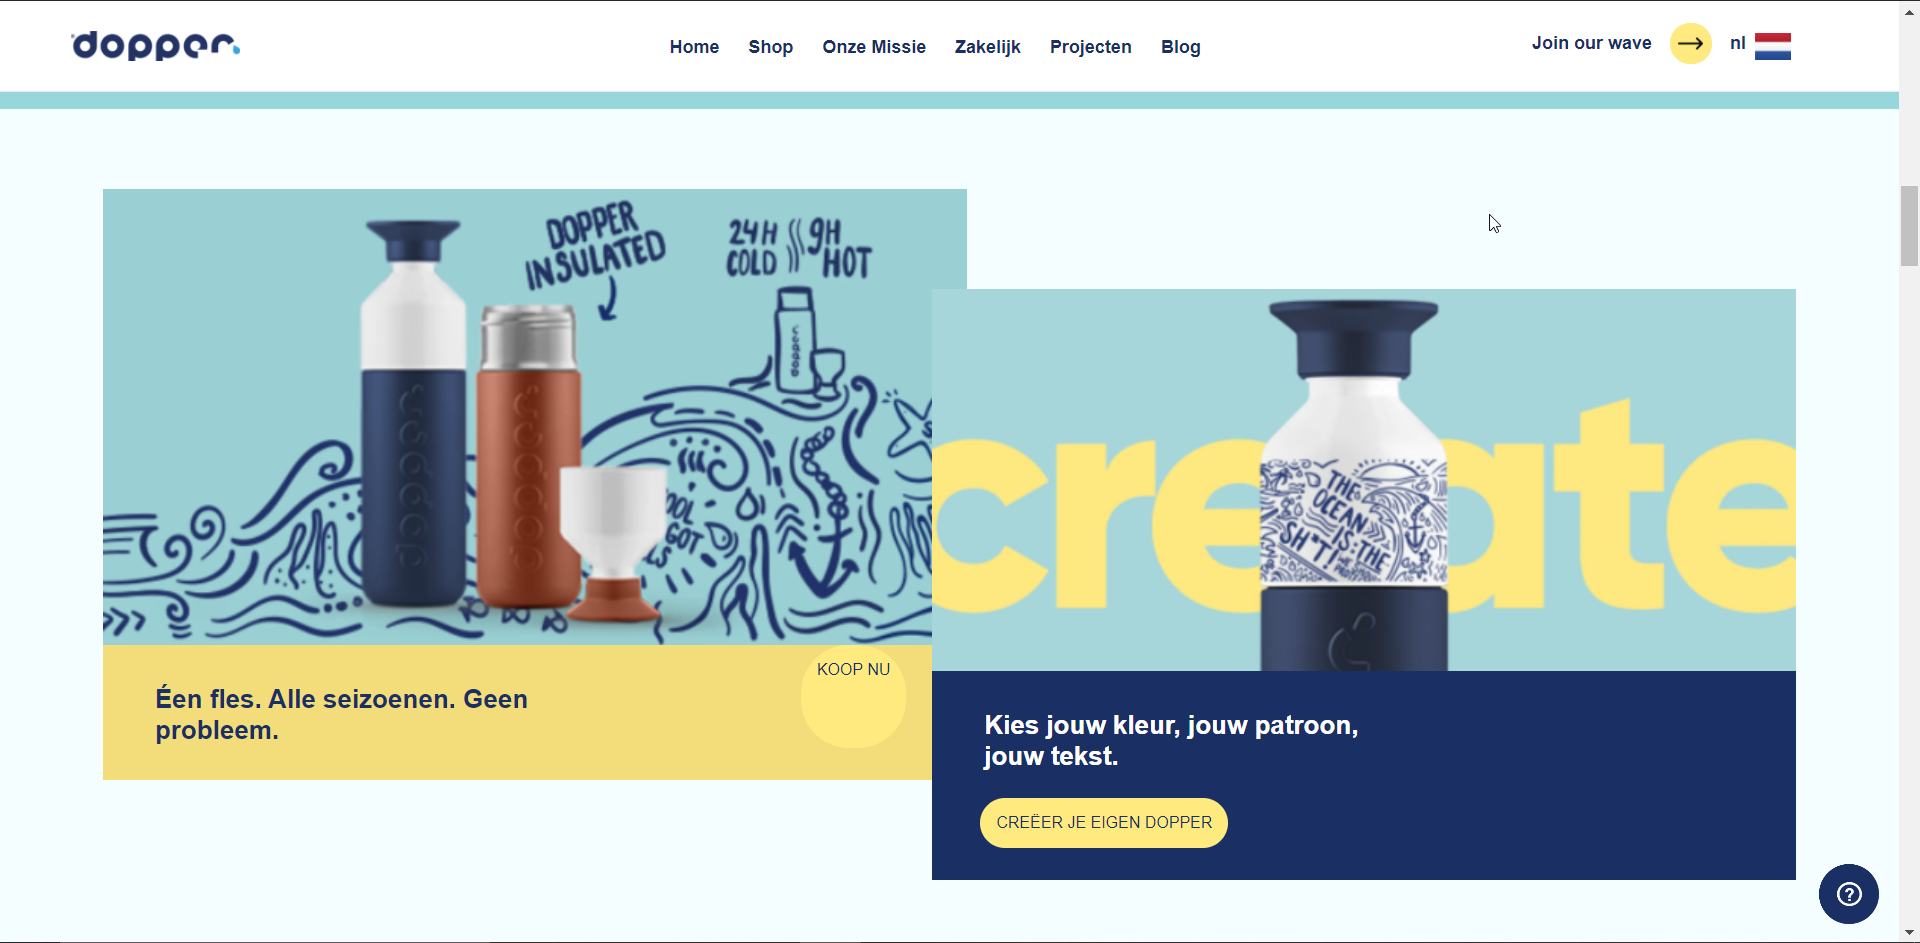 dopper
Home Shop Onze Missie Zakelijk Projecten Blog
Join our wave
nl
DOPPER
INSULATED
24H COLD
9H HOT
dopper
dopper
dopper
create
THE
OCEAN
IS THE
SH*T!
Éen fles. Alle seizoenen. Geen
probleem.
KOOP NU
Kies jouw kleur, jouw patroon,
jouw tekst.
CREËER JE EIGEN DOPPER
?